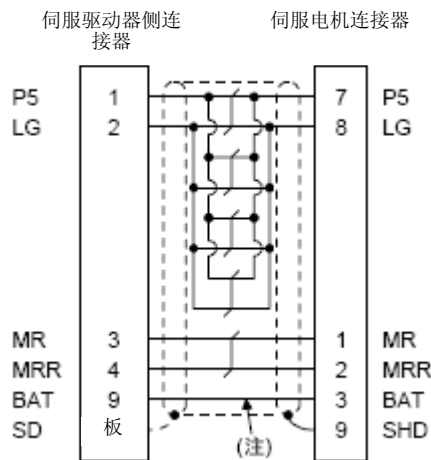 伺服驱动器侧连
接器
伺服电机连接器
P5 1 7 P5
LG 2 8 LG
MR 3 1 MR
MRR 4 2 MRR
BAT 9 3 BAT
SD 板 9 SHD
(注)